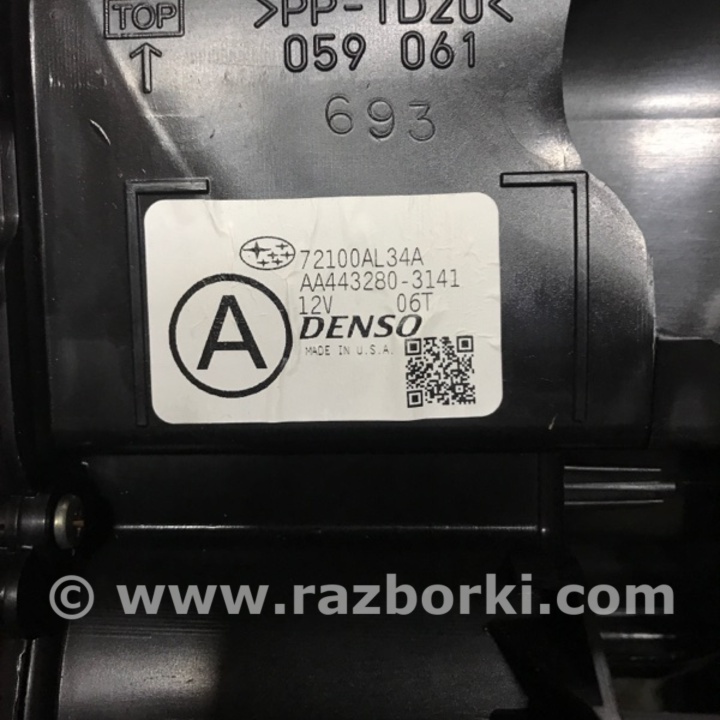 TOP
>PP-TD20<
059 061
693
72100AL34A
AA443280-3141
12V 06T
A
DENSO
MADE IN U.S.A.
© www.razborki.com